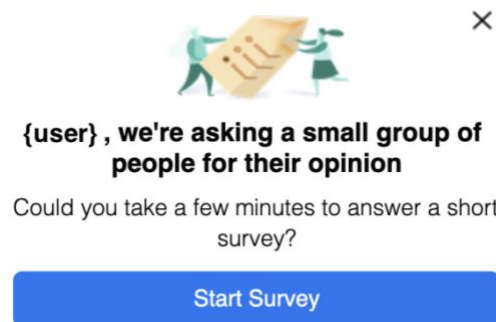 {user} , we're asking a small group of
people for their opinion
Could you take a few minutes to answer a short
survey?
Start Survey